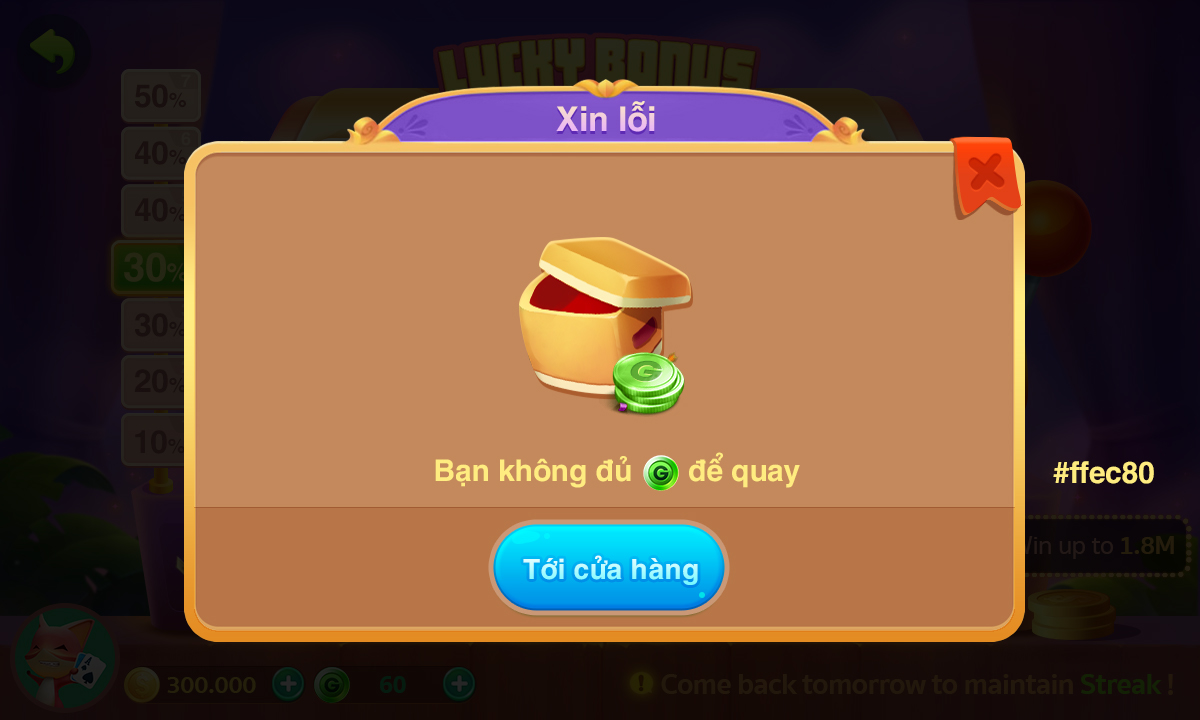 LUCKY BONUS
Xin lỗi
50%
40%
40%
30%
30%
20%
10%
Bạn không đủ G để quay
#ffec80
Tới cửa hàng
Win up to 1.8M
300.000
60
Come back tomorrow to maintain Streak !